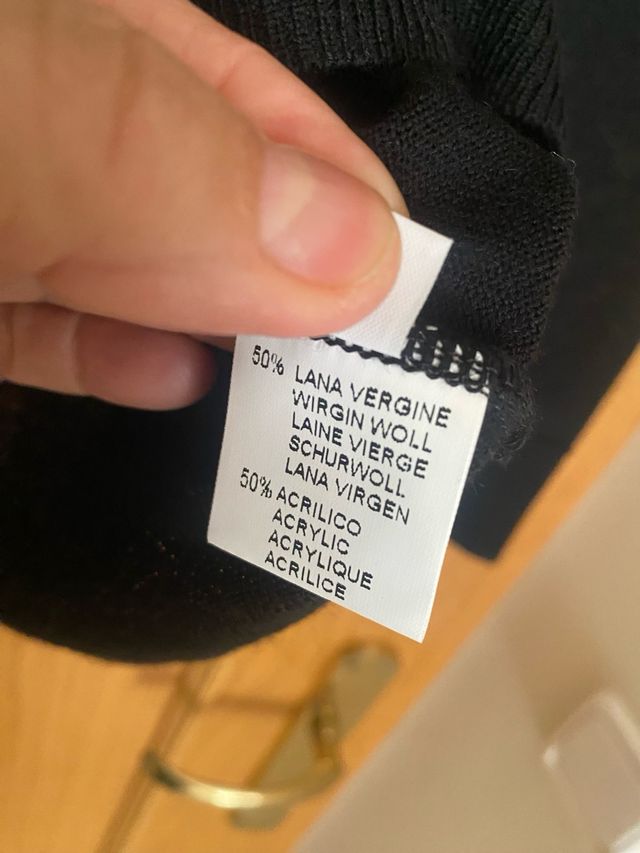 50% LANA VERGINE
WIRGIN WOLL
LAINE VIERGE
SCHURWOLL
LANA VIRGEN
50% ACRILICO
ACRYLIC
ACRYLIQUE
ACRILICE